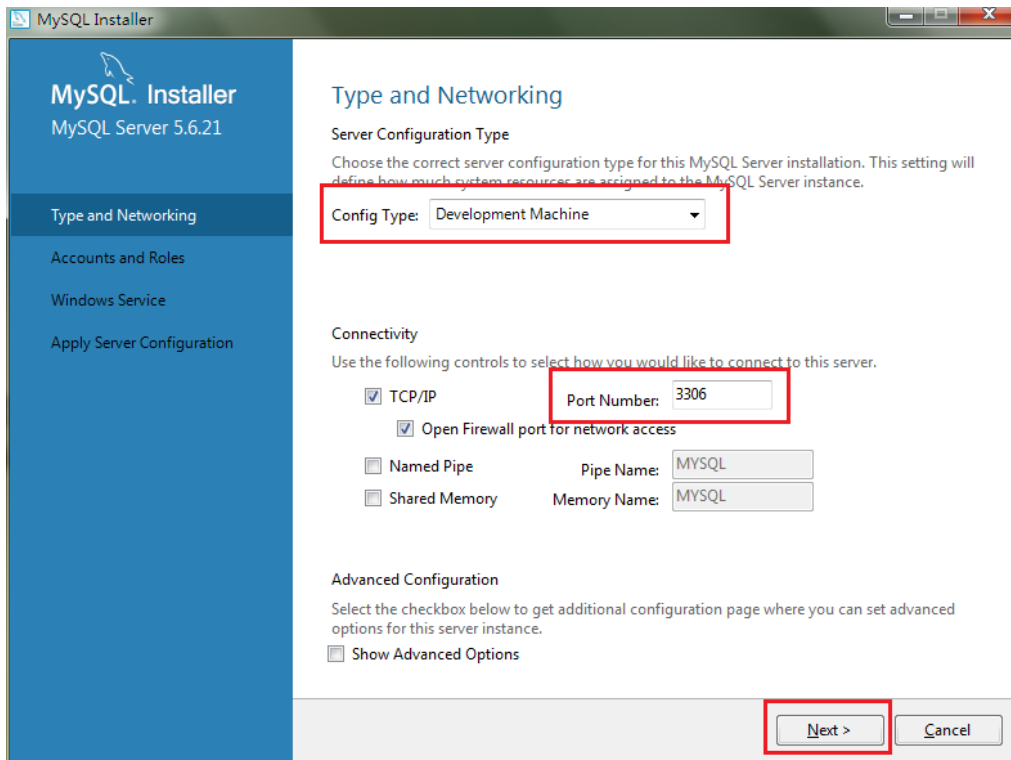 MySQL Installer
MySQL. Installer
MySQL Server 5.6.21
Type and Networking
Accounts and Roles
Windows Service
Apply Server Configuration
Type and Networking
Server Configuration Type
Choose the correct server configuration type for this MySQL Server installation. This setting will
define how much system resources are assigned to the MySQL Server instance.
Config Type: Development Machine
Connectivity
Use the following controls to select how you would like to connect to this server.
TCP/IP Port Number: 3306
Open Firewall port for network access
Named Pipe Pipe Name: MYSQL
Shared Memory Memory Name: MYSQL
Advanced Configuration
Select the checkbox below to get additional configuration page where you can set advanced
options for this server instance.
Show Advanced Options
Next > Cancel